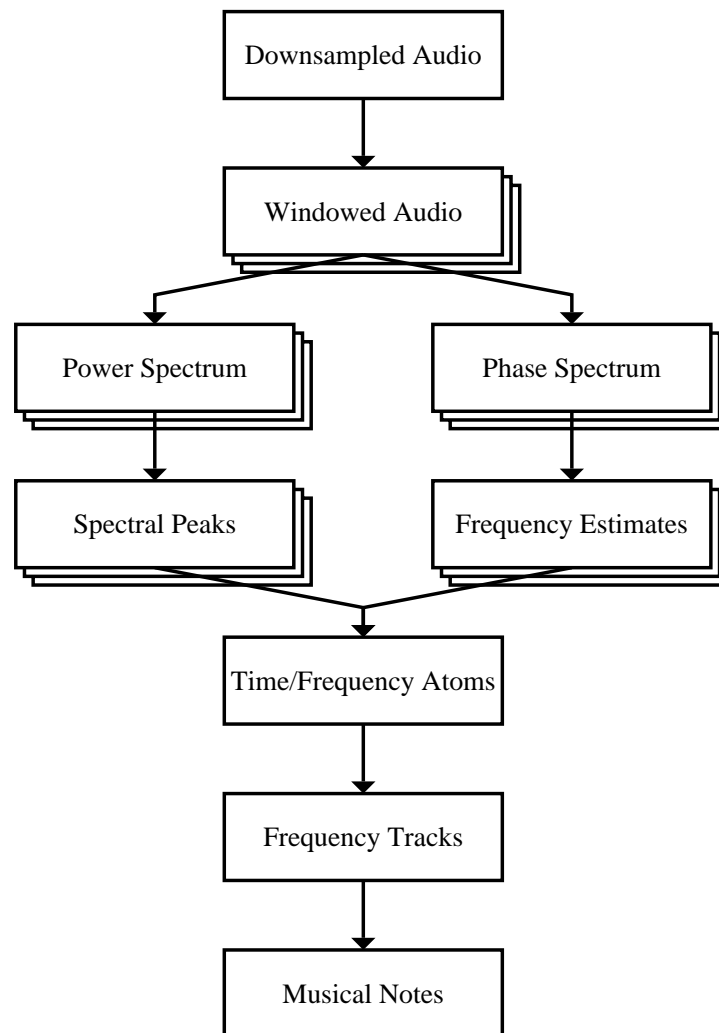 Downsampled Audio
Windowed Audio
Power Spectrum
Phase Spectrum
Spectral Peaks
Frequency Estimates
Time/Frequency Atoms
Frequency Tracks
Musical Notes